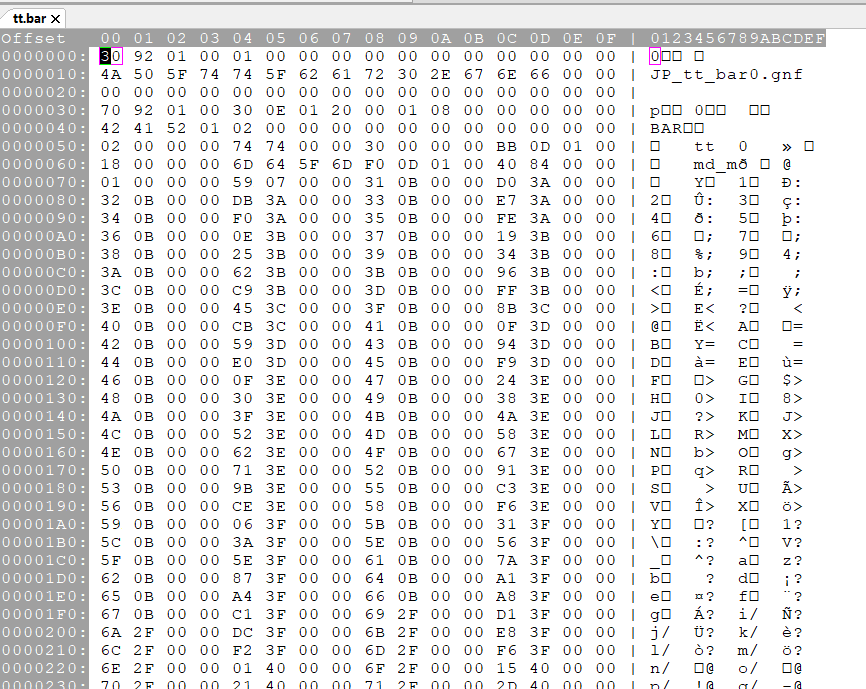 tt.bar ×
Offset 00 01 02 03 04 05 06 07 08 09 0A 0B 0C 0D 0E 0F | 0123456789ABCDEF
0000000: 30 92 01 00 01 00 00 00 00 00 00 00 00 00 00 00 | 0□□ □
0000010: 4A 50 5F 74 74 5F 62 61 72 30 2E 67 6E 66 00 00 | JP_tt_bar0.gnf
0000020: 00 00 00 00 00 00 00 00 00 00 00 00 00 00 00 00 |
0000030: 70 92 01 00 30 0E 01 20 00 01 08 00 00 00 00 00 | p□□ 0□□ □□
0000040: 42 41 52 01 02 00 00 00 00 00 00 00 00 00 00 00 | BAR□□
0000050: 02 00 00 00 74 74 00 00 30 00 00 00 BB 0D 01 00 | □ tt 0 » □
0000060: 18 00 00 00 6D 64 5F 6D F0 0D 01 00 40 84 00 00 | □ md_mð □ @
0000070: 01 00 00 00 59 07 00 00 31 0B 00 00 D0 3A 00 00 | □ Y□ 1□ Ð:
0000080: 32 0B 00 00 DB 3A 00 00 33 0B 00 00 E7 3A 00 00 | 2□ Û: 3□ ç:
0000090: 34 0B 00 00 F0 3A 00 00 35 0B 00 00 FE 3A 00 00 | 4□ ð: 5□ þ:
00000A0: 36 0B 00 00 0E 3B 00 00 37 0B 00 00 19 3B 00 00 | 6□ □; 7□ □;
00000B0: 38 0B 00 00 25 3B 00 00 39 0B 00 00 34 3B 00 00 | 8□ %; 9□ 4;
00000C0: 3A 0B 00 00 62 3B 00 00 3B 0B 00 00 96 3B 00 00 | :□ b; ;□ ;
00000D0: 3C 0B 00 00 C9 3B 00 00 3D 0B 00 00 FF 3B 00 00 | <□ É; =□ ÿ;
00000E0: 3E 0B 00 00 45 3C 00 00 3F 0B 00 00 8B 3C 00 00 | >□ E< ?□ <
00000F0: 40 0B 00 00 CB 3C 00 00 41 0B 00 00 0F 3D 00 00 | @□ Ë< A□ □=
0000100: 42 0B 00 00 59 3D 00 00 43 0B 00 00 94 3D 00 00 | B□ Y= C□ =
0000110: 44 0B 00 00 E0 3D 00 00 45 0B 00 00 F9 3D 00 00 | D□ à= E□ ù=
0000120: 46 0B 00 00 0F 3E 00 00 47 0B 00 00 24 3E 00 00 | F□ □> G□ $>
0000130: 48 0B 00 00 30 3E 00 00 49 0B 00 00 38 3E 00 00 | H□ 0> I□ 8>
0000140: 4A 0B 00 00 3F 3E 00 00 4B 0B 00 00 4A 3E 00 00 | J□ ?> K□ J>
0000150: 4C 0B 00 00 52 3E 00 00 4D 0B 00 00 58 3E 00 00 | L□ R> M□ X>
0000160: 4E 0B 00 00 62 3E 00 00 4F 0B 00 00 67 3E 00 00 | N□ b> O□ g>
0000170: 50 0B 00 00 71 3E 00 00 52 0B 00 00 91 3E 00 00 | P□ q> R□ >
0000180: 53 0B 00 00 9B 3E 00 00 55 0B 00 00 C3 3E 00 00 | S□ > U□ Ã>
0000190: 56 0B 00 00 CE 3E 00 00 58 0B 00 00 F6 3E 00 00 | V□ Î> X□ ö>
00001A0: 59 0B 00 00 06 3F 00 00 5B 0B 00 00 31 3F 00 00 | Y□ □? [□ 1?
00001B0: 5C 0B 00 00 3A 3F 00 00 5E 0B 00 00 56 3F 00 00 | \□ :? ^□ V?
00001C0: 5F 0B 00 00 5E 3F 00 00 61 0B 00 00 7A 3F 00 00 | _□ ^? a□ z?
00001D0: 62 0B 00 00 87 3F 00 00 64 0B 00 00 A1 3F 00 00 | b□ ? d□ ¡?
00001E0: 65 0B 00 00 A4 3F 00 00 66 0B 00 00 A8 3F 00 00 | e□ ¤? f□ ¨?
00001F0: 67 0B 00 00 C1 3F 00 00 69 2F 00 00 D1 3F 00 00 | g□ Á? i/ Ñ?
0000200: 6A 2F 00 00 DC 3F 00 00 6B 2F 00 00 E8 3F 00 00 | j/ Ü? k/ è?
0000210: 6C 2F 00 00 F2 3F 00 00 6D 2F 00 00 F6 3F 00 00 | l/ ò? m/ ö?
0000220: 6E 2F 00 00 01 40 00 00 6F 2F 00 00 15 40 00 00 | n/ □@ o/ □@
0000230: 70 2F 00 00 21 40 00 00 71 2F 00 00 2D 40 00 00 | p/ !@ q/ -@